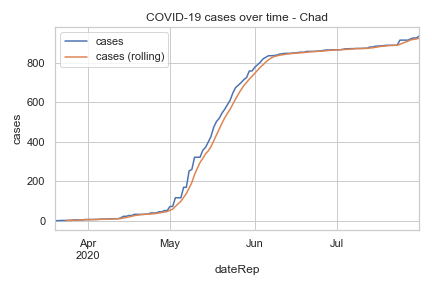 COVID-19 cases over time - Chad
cases
cases (rolling)
800
600
400
200
0
cases
Apr
2020
May
Jun
Jul
dateRep